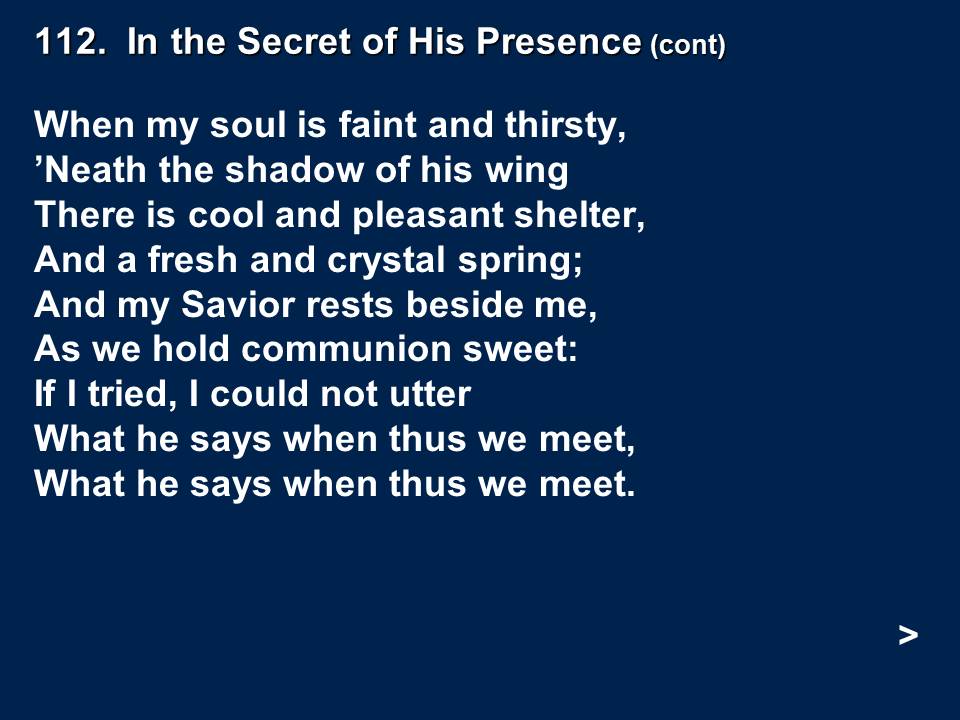 112.  In the Secret of His Presence (cont)
When my soul is faint and thirsty,
’Neath the shadow of his wing
There is cool and pleasant shelter,
And a fresh and crystal spring;
And my Savior rests beside me,
As we hold communion sweet:
If I tried, I could not utter
What he says when thus we meet,
What he says when thus we meet.
>